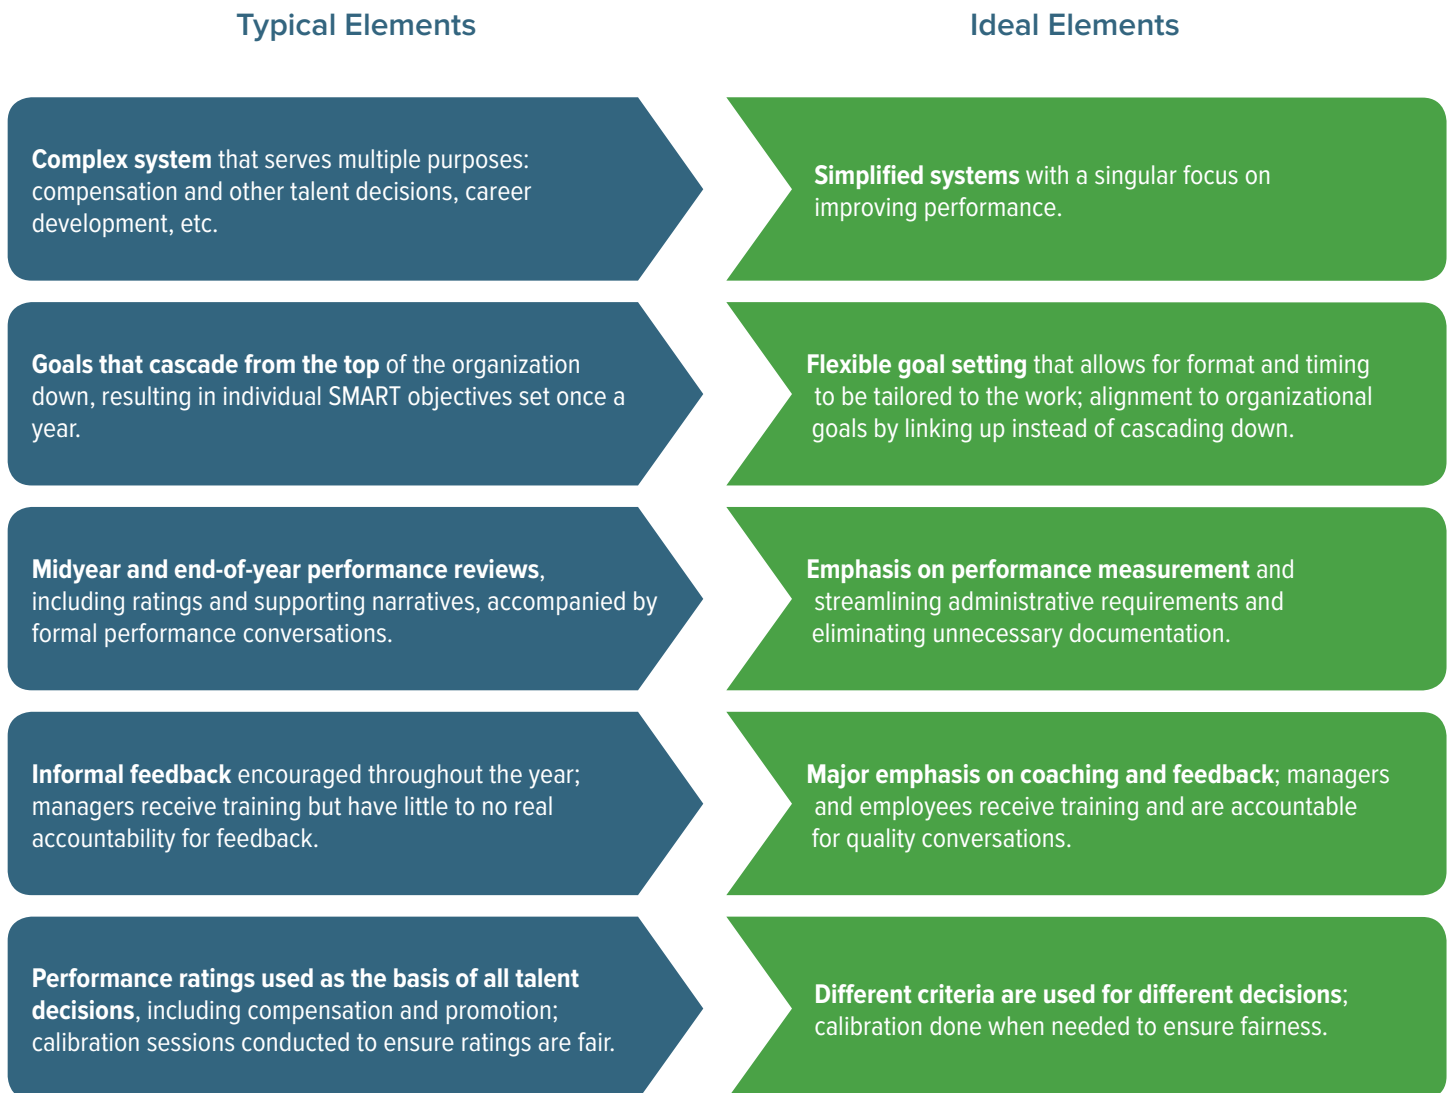 Typical Elements
Ideal Elements
Complex system that serves multiple purposes:
compensation and other talent decisions, career
development, etc.
Simplified systems with a singular focus on
improving performance.
Goals that cascade from the top of the organization
down, resulting in individual SMART objectives set once a
year.
Flexible goal setting that allows for format and timing
to be tailored to the work; alignment to organizational
goals by linking up instead of cascading down.
Midyear and end-of-year performance reviews,
including ratings and supporting narratives, accompanied by
formal performance conversations.
Emphasis on performance measurement and
streamlining administrative requirements and
eliminating unnecessary documentation.
Informal feedback encouraged throughout the year;
managers receive training but have little to no real
accountability for feedback.
Major emphasis on coaching and feedback; managers
and employees receive training and are accountable
for quality conversations.
Performance ratings used as the basis of all talent
decisions, including compensation and promotion;
calibration sessions conducted to ensure ratings are fair.
Different criteria are used for different decisions;
calibration done when needed to ensure fairness.